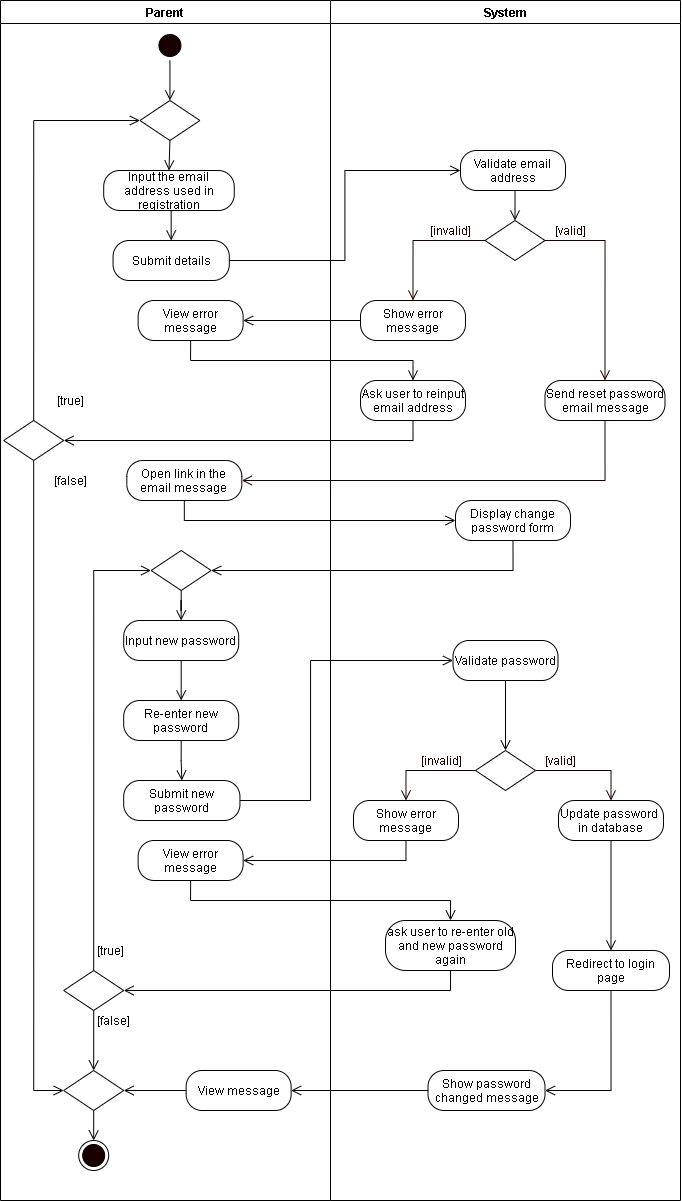 Parent
System
Input the email
address used in
registration
Validate email
address
[invalid]
[valid]
Submit details
View error
message
Show error
message
Ask user to reinput
email address
Send reset password
email message
[true]
[false]
Open link in the
email message
Display change
password form
Input new password
Validate password
Re-enter new
password
[invalid]
[valid]
Submit new
password
Show error
message
Update password
in database
View error
message
ask user to re-enter old
and new password
again
[true]
Redirect to login
page
[false]
View message
Show password
changed message